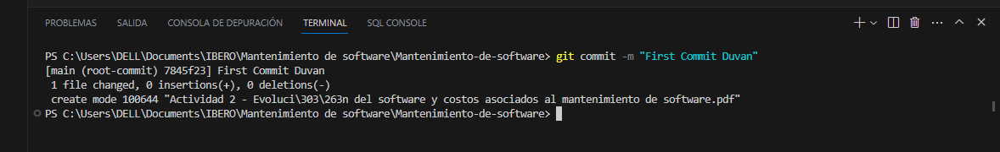 PROBLEMAS SALIDA CONSOLA DE DEPURACIÓN TERMINAL SQL CONSOLE
PS C:\Users\DELL\Documents\IBERO\Mantenimiento de software\Mantenimiento-de-software> git commit -m "First Commit Duvan"
[main (root-commit) 7845f23] First Commit Duvan
 1 file changed, 0 insertions(+), 0 deletions(-)
 create mode 100644 "Actividad 2 - Evoluci\303\263n del software y costos asociados al mantenimiento de software.pdf"
PS C:\Users\DELL\Documents\IBERO\Mantenimiento de software\Mantenimiento-de-software>